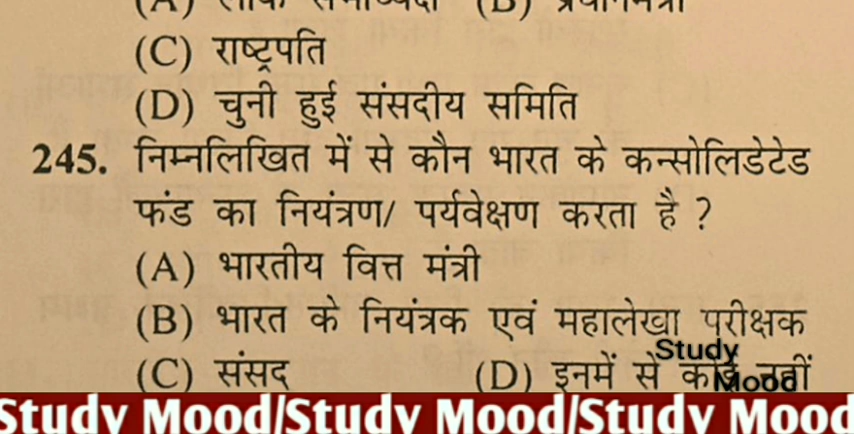 (C) राष्ट्रपति
(D) चुनी हुई संसदीय समिति
245. निम्नलिखित में से कौन भारत के कन्सोलिडेटेड
फंड का नियंत्रण/ पर्यवेक्षण करता है ?
(A) भारतीय वित्त मंत्री
(B) भारत के नियंत्रक एवं महालेखा परीक्षक
(C) संसद (D) इनमें से कोई नहीं
Study
Mood
Study Mood/Study Mood/Study Mood